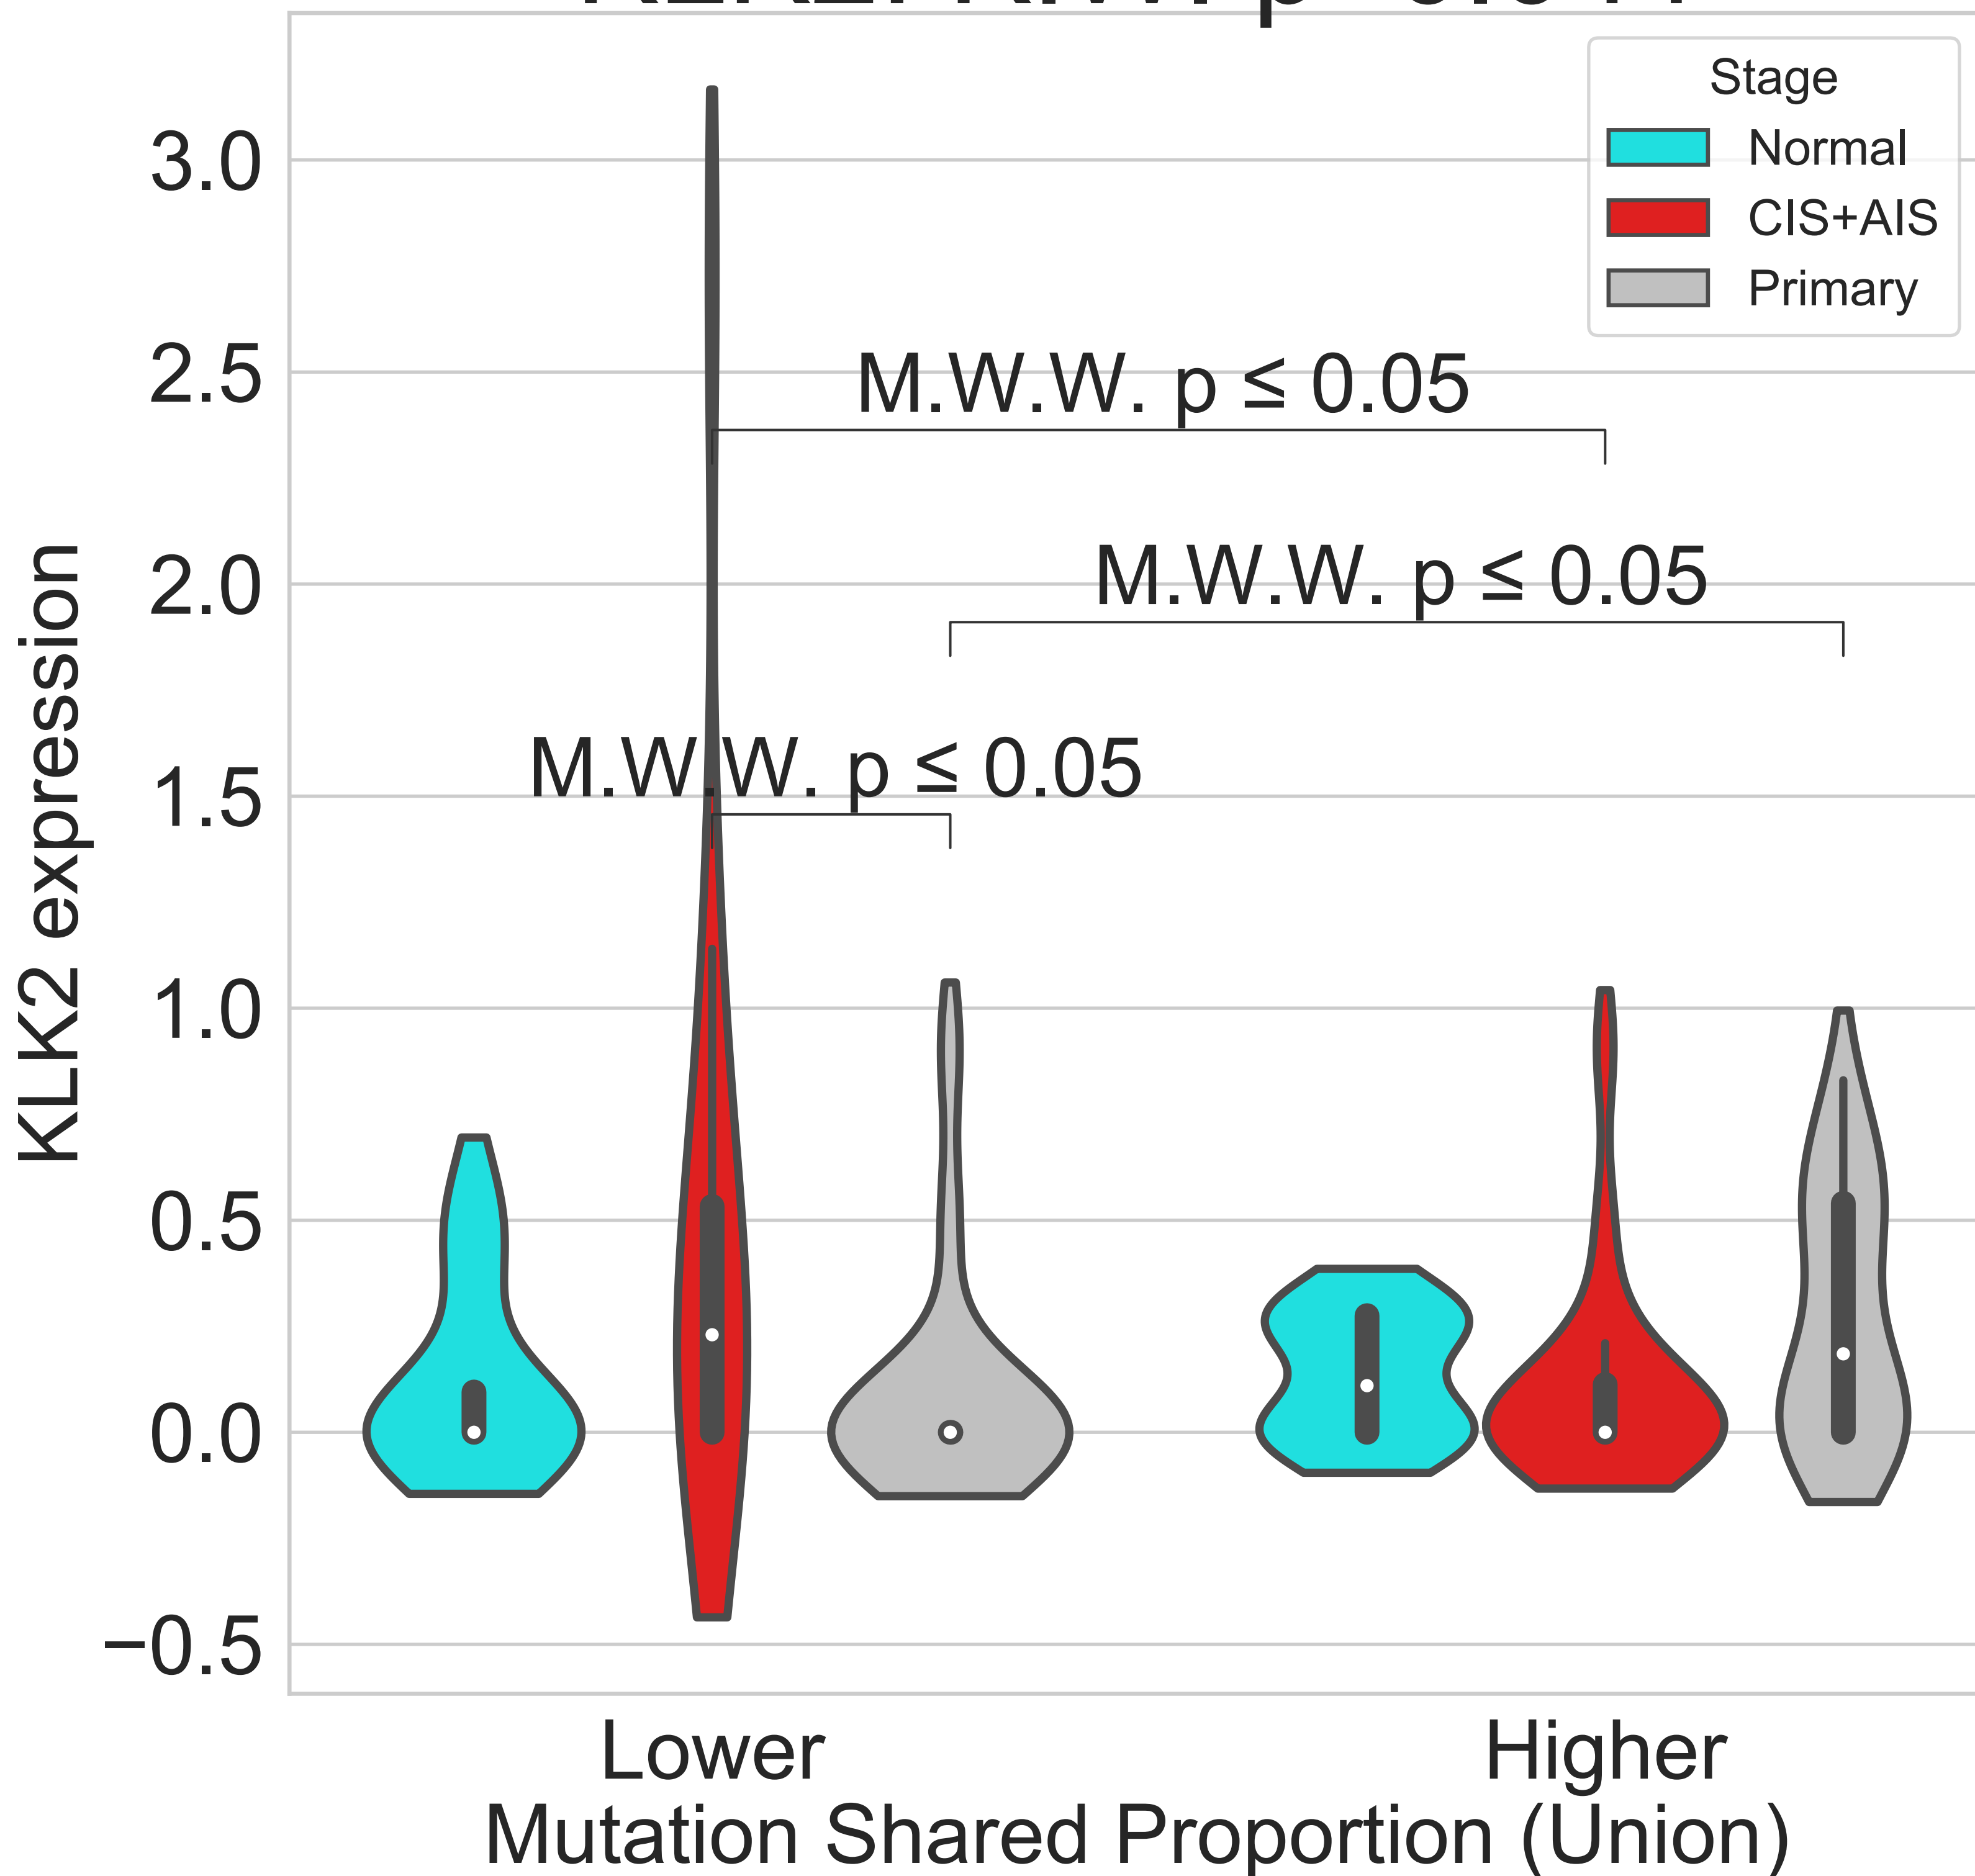 Stage
Normal
CIS+AIS
Primary
3.0
2.5
2.0
1.5
1.0
0.5
0.0
−0.5
KLK2 expression
M.W.W. p ≤ 0.05
M.W.W. p ≤ 0.05
M.W.W. p ≤ 0.05
Lower
Higher
Mutation Shared Proportion (Union)